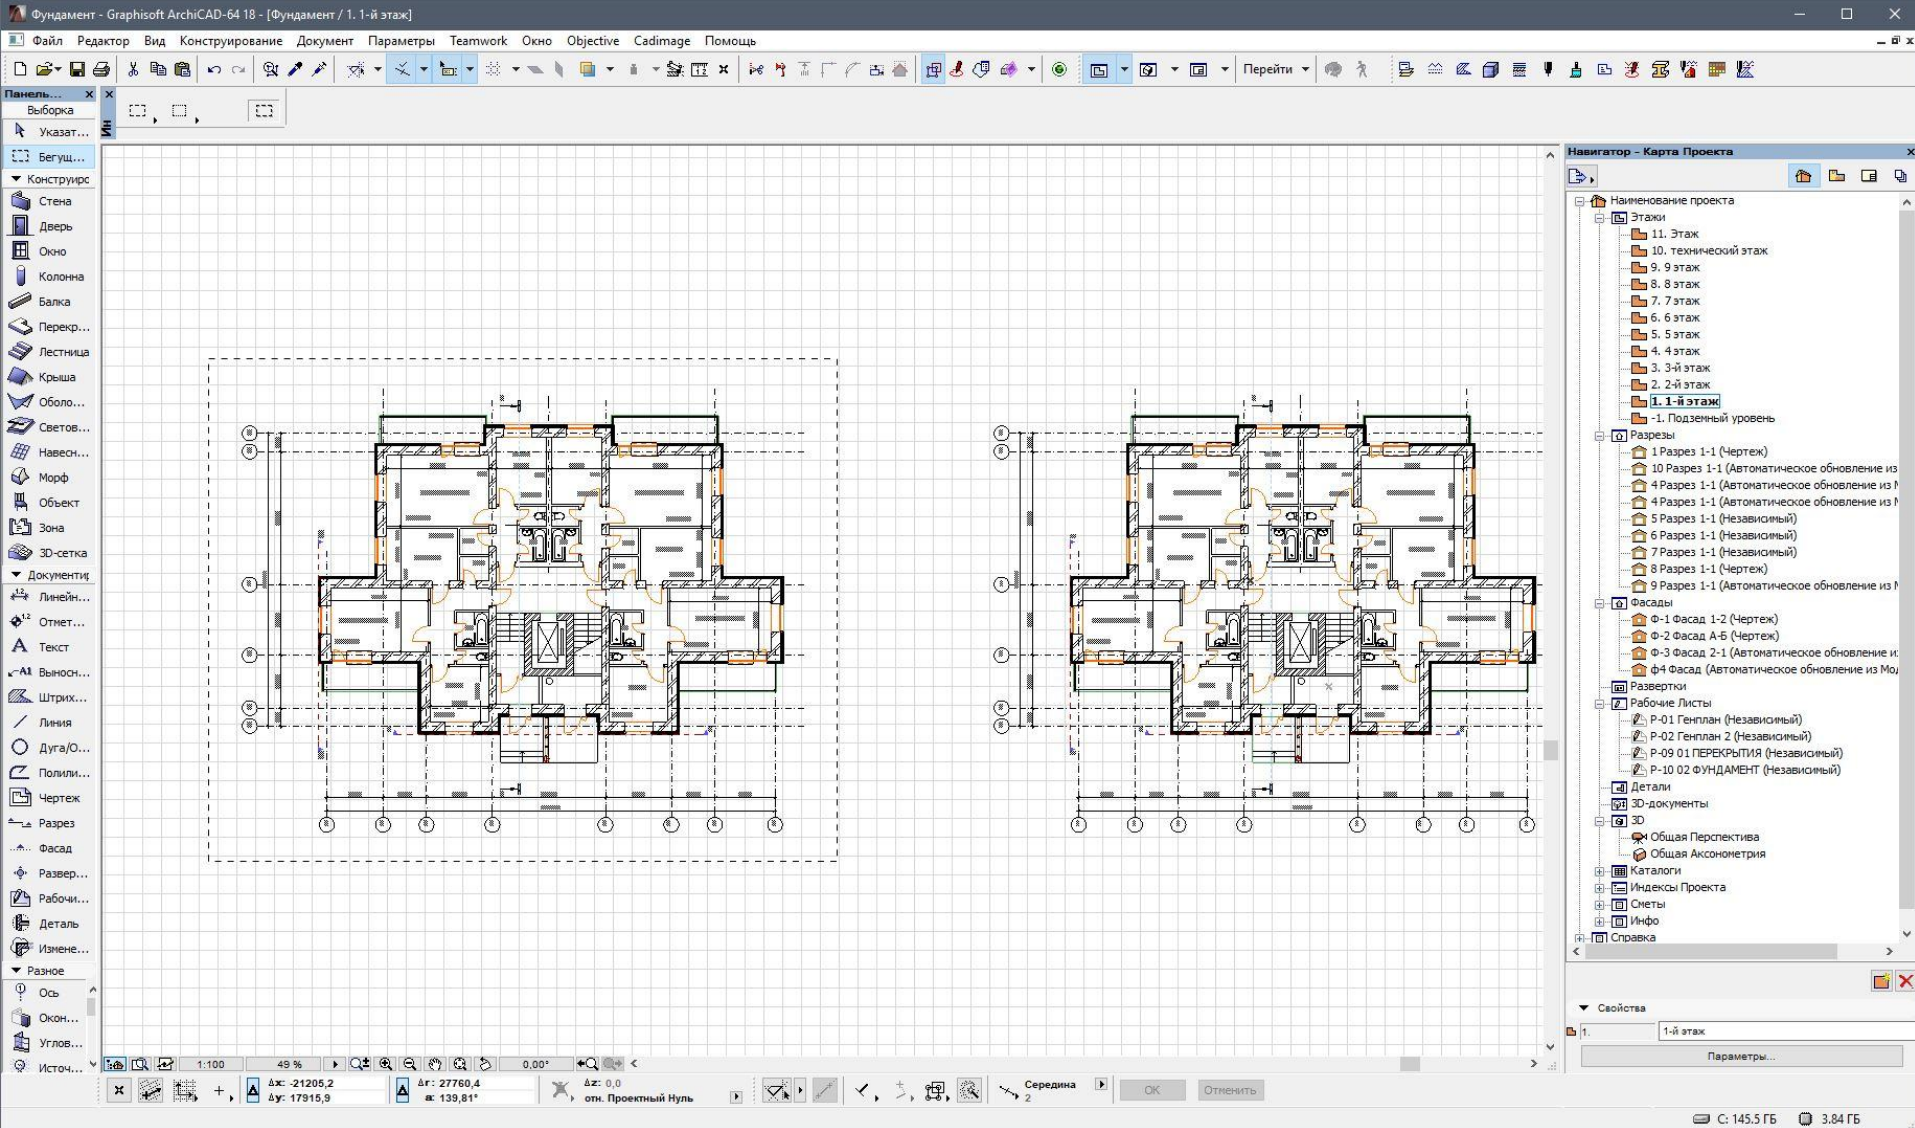 Фундамент - Graphisoft ArchiCAD-64 18 - [Фундамент / 1. 1-й этаж]
Файл Редактор Вид Конструирование Документ Параметры Teamwork Окно Objective Cadimage Помощь
Перейти
Панель...
Выборка
Ин
Указат...
Бегущ...
Конструирс
Стена
Дверь
Окно
Колонна
Балка
Перекр...
Лестница
Крыша
Оболо...
Светов...
Навесн...
Морф
Объект
Зона
3D-сетка
Документир
Линейн...
Отмет...
Текст
Выносн...
Штрих...
Линия
Дуга/О...
Полили...
Чертеж
Разрез
Фасад
Развер...
Рабочи...
Деталь
Измене...
Разное
Ось
Окон...
Углов...
Источ...
Навигатор - Карта Проекта
Наименование проекта
Этажи
11. Этаж
10. технический этаж
9. 9 этаж
8. 8 этаж
7. 7 этаж
6. 6 этаж
5. 5 этаж
4. 4 этаж
3. 3-й этаж
2. 2-й этаж
1. 1-й этаж
-1. Подземный уровень
Разрезы
1 Разрез 1-1 (Чертеж)
10 Разрез 1-1 (Автоматическое обновление из
4 Разрез 1-1 (Автоматическое обновление из М
4 Разрез 1-1 (Автоматическое обновление из М
5 Разрез 1-1 (Независимый)
6 Разрез 1-1 (Независимый)
7 Разрез 1-1 (Независимый)
8 Разрез 1-1 (Чертеж)
9 Разрез 1-1 (Автоматическое обновление из М
Фасады
Ф-1 Фасад 1-2 (Чертеж)
Ф-2 Фасад А-Б (Чертеж)
Ф-3 Фасад 2-1 (Автоматическое обновление из
ф4 Фасад (Автоматическое обновление из Мод
Развертки
Рабочие Листы
Р-01 Генплан (Независимый)
Р-02 Генплан 2 (Независимый)
Р-09 01 ПЕРЕКРЫТИЯ (Независимый)
Р-10 02 ФУНДАМЕНТ (Независимый)
Детали
3D-документы
3D
Общая Перспектива
Общая Аксонометрия
Каталоги
Индексы Проекта
Сметы
Инфо
Справка
Свойства
1. 1-й этаж
Параметры...
1:100 49 % 0,00°
Δx: -21205,2 Δr: 27760,4 Δz: 0,0 Середина
Δy: 17915,9 a: 139,81° отн. Проектный Нуль 2
OK Отменить
C: 145.5 ГБ 3.84 ГБ